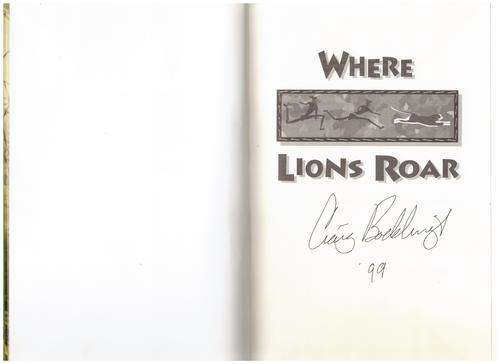 WHERE
LIONS ROAR
Craig Boddington
'99